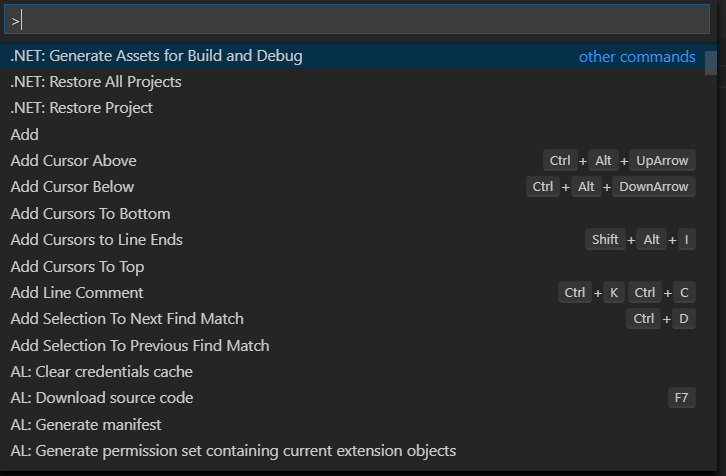 >
.NET: Generate Assets for Build and Debug other commands
.NET: Restore All Projects
.NET: Restore Project
Add
Add Cursor Above Ctrl + Alt + UpArrow
Add Cursor Below Ctrl + Alt + DownArrow
Add Cursors To Bottom
Add Cursors to Line Ends Shift + Alt + I
Add Cursors To Top
Add Line Comment Ctrl + K Ctrl + C
Add Selection To Next Find Match Ctrl + D
Add Selection To Previous Find Match
AL: Clear credentials cache
AL: Download source code F7
AL: Generate manifest
AL: Generate permission set containing current extension objects